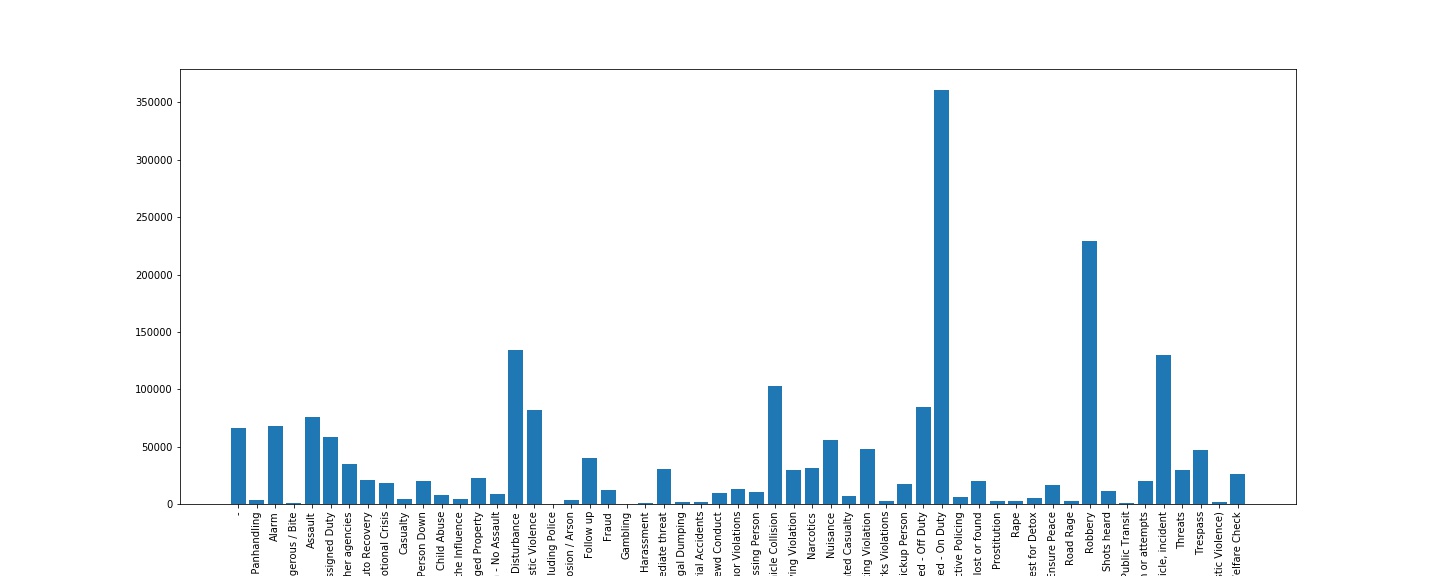 350000
300000
250000
200000
150000
100000
50000
0
-
Panhandling
Alarm
gerous / Bite
Assault
ssigned Duty
her agencies
uto Recovery
otional Crisis
Casualty
Person Down
Child Abuse
the Influence
ged Property
- No Assault
Disturbance
stic Violence
luding Police
osion / Arson
Follow up
Fraud
Gambling
Harassment
ediate threat
gal Dumping
ial Accidents
ewd Conduct
or Violations
ssing Person
icle Collision
ving Violation
Narcotics
Nuisance
ted Casualty
ing Violation
ks Violations
ickup Person
ed - Off Duty
ed - On Duty
ctive Policing
lost or found
Prostitution
Rape
est for Detox
Ensure Peace
Road Rage
Robbery
Shots heard
Public Transit
n or attempts
icle, incident
Threats
Trespass
stic Violence)
elfare Check